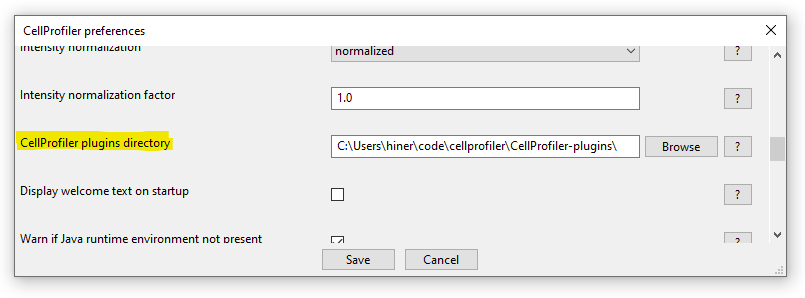 CellProfiler preferences
Intensity normalization
normalized
?
Intensity normalization factor
1.0
?
CellProfiler plugins directory
C:\Users\hiner\code\cellprofiler\CellProfiler-plugins\
Browse
?
Display welcome text on startup
?
Warn if Java runtime environment not present
?
Save
Cancel